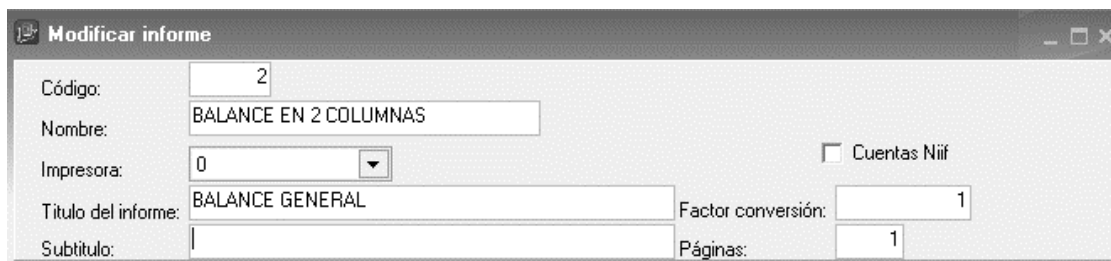 Modificar informe
Código: 2
Nombre: BALANCE EN 2 COLUMNAS
Impresora: 0 Cuentas Niif
Titulo del informe: BALANCE GENERAL Factor conversión: 1
Subtitulo: Páginas: 1